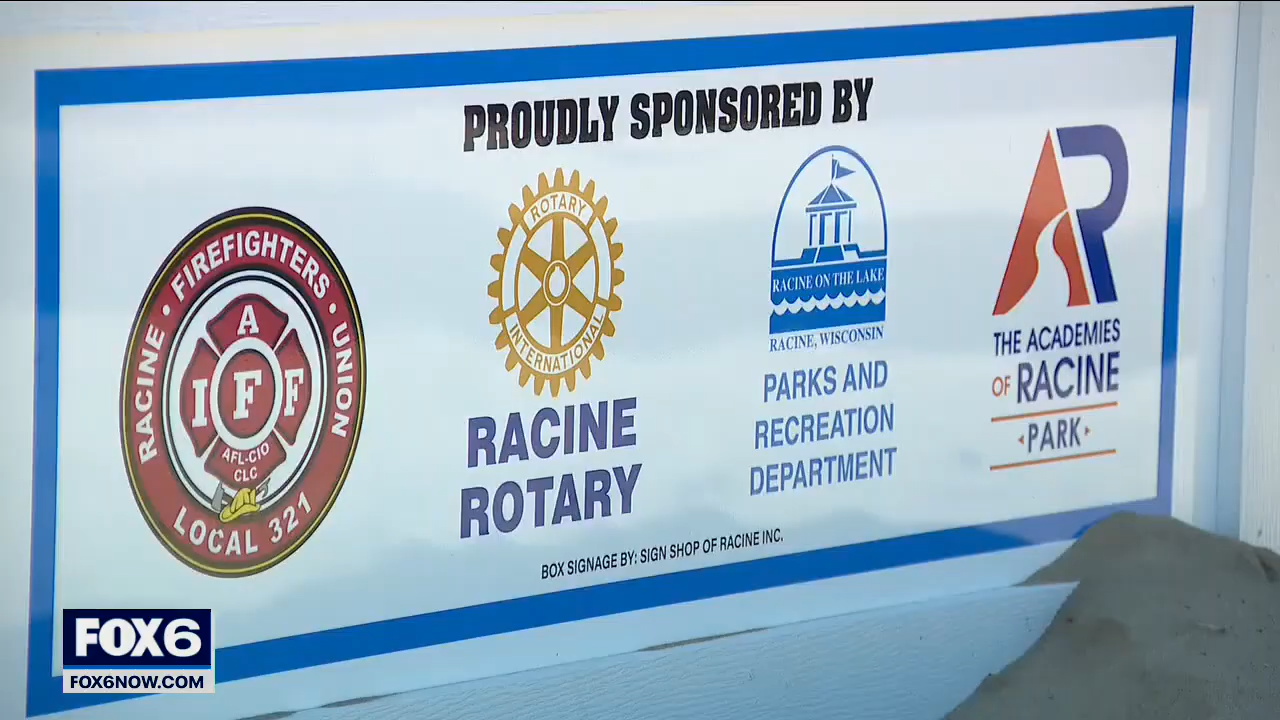 PROUDLY SPONSORED BY
RACINE • FIREFIGHTERS • UNION
A
I F F
AFL-CIO
CLC
LOCAL 321
ROTARY
INTERNATIONAL
RACINE
ROTARY
RACINE ON THE LAKE
RACINE, WISCONSIN
PARKS AND
RECREATION
DEPARTMENT
AR
THE ACADEMIES
OF RACINE
PARK
BOX SIGNAGE BY: SIGN SHOP OF RACINE INC.
FOX6
FOX6NOW.COM